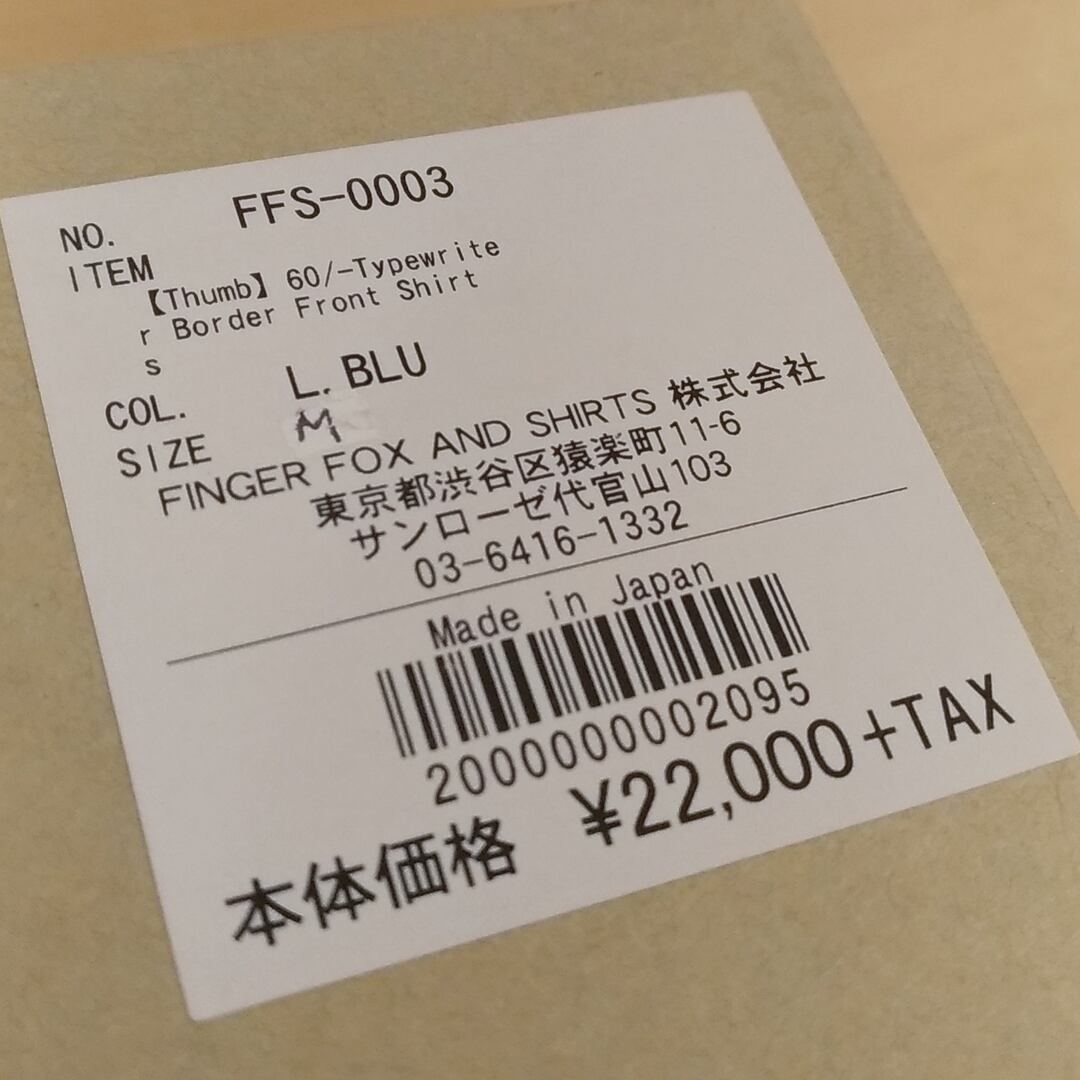 NO. FFS-0003
ITEM
【Thumb】60/-Typewrite
r Border Front Shirt
s
COL. L. BLU
SIZE M
FINGER FOX AND SHIRTS 株式会社
東京都渋谷区猿楽町11-6
サンローゼ代官山103
03-6416-1332
Made in Japan
2000000002095
本体価格 ¥22,000+TAX